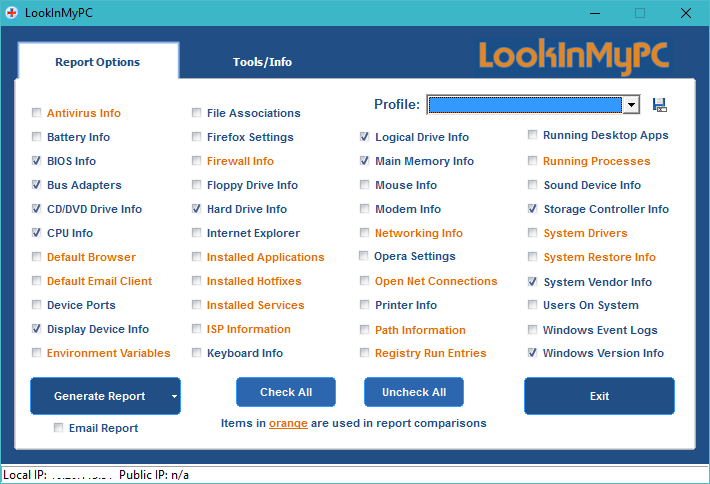 LookInMyPC
Report Options
Tools/Info
LookInMyPC
Profile:
Antivirus Info
Battery Info
BIOS Info
Bus Adapters
CD/DVD Drive Info
CPU Info
Default Browser
Default Email Client
Device Ports
Display Device Info
Environment Variables
File Associations
Firefox Settings
Firewall Info
Floppy Drive Info
Hard Drive Info
Internet Explorer
Installed Applications
Installed Hotfixes
Installed Services
ISP Information
Keyboard Info
Logical Drive Info
Main Memory Info
Mouse Info
Modem Info
Networking Info
Opera Settings
Open Net Connections
Printer Info
Path Information
Registry Run Entries
Running Desktop Apps
Running Processes
Sound Device Info
Storage Controller Info
System Drivers
System Restore Info
System Vendor Info
Users On System
Windows Event Logs
Windows Version Info
Generate Report
Check All
Uncheck All
Exit
Email Report
Items in orange are used in report comparisons
Local IP: Public IP: n/a